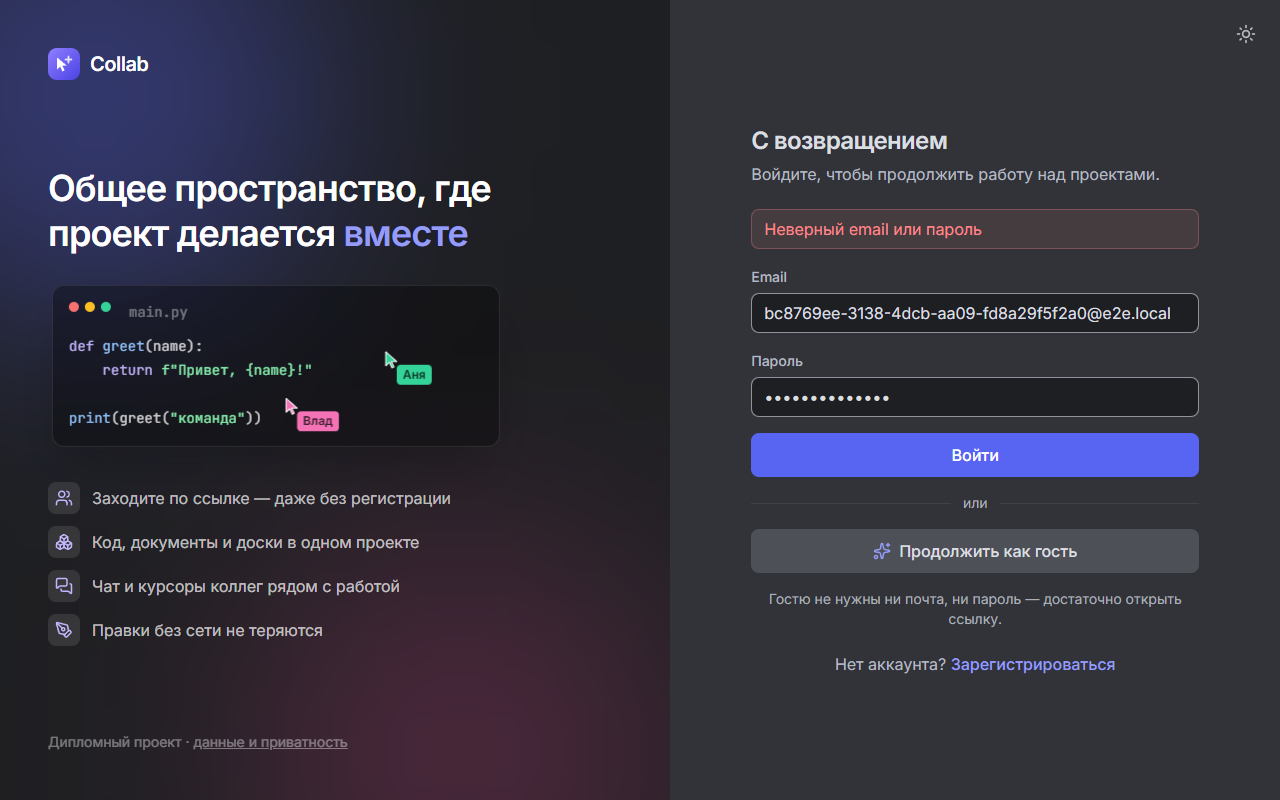 Collab
Общее пространство, где
проект делается вместе
main.py
def greet(name):
    return f"Привет, {name}!"
Аня
print(greet("команда"))
Влад
Заходите по ссылке — даже без регистрации
Код, документы и доски в одном проекте
Чат и курсоры коллег рядом с работой
Правки без сети не теряются
Дипломный проект · данные и приватность
С возвращением
Войдите, чтобы продолжить работу над проектами.
Неверный email или пароль
Email
bc8769ee-3138-4dcb-aa09-fd8a29f5f2a0@e2e.local
Пароль
••••••••••••••
Войти
или
Продолжить как гость
Гостю не нужны ни почта, ни пароль — достаточно открыть
ссылку.
Нет аккаунта? Зарегистрироваться